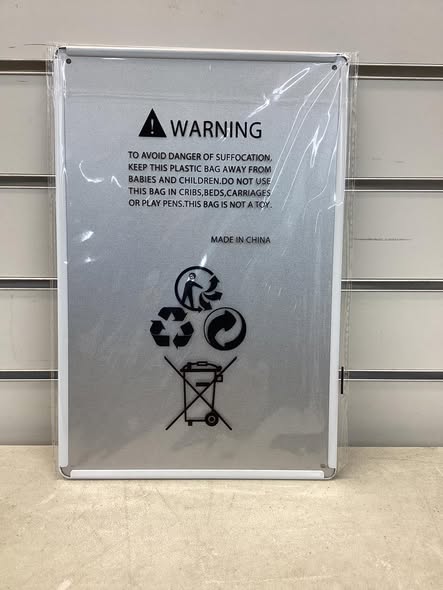 WARNING
TO AVOID DANGER OF SUFFOCATION,
KEEP THIS PLASTIC BAG AWAY FROM
BABIES AND CHILDREN.DO NOT USE
THIS BAG IN CRIBS,BEDS,CARRIAGES
OR PLAY PENS.THIS BAG IS NOT A TOY.
MADE IN CHINA